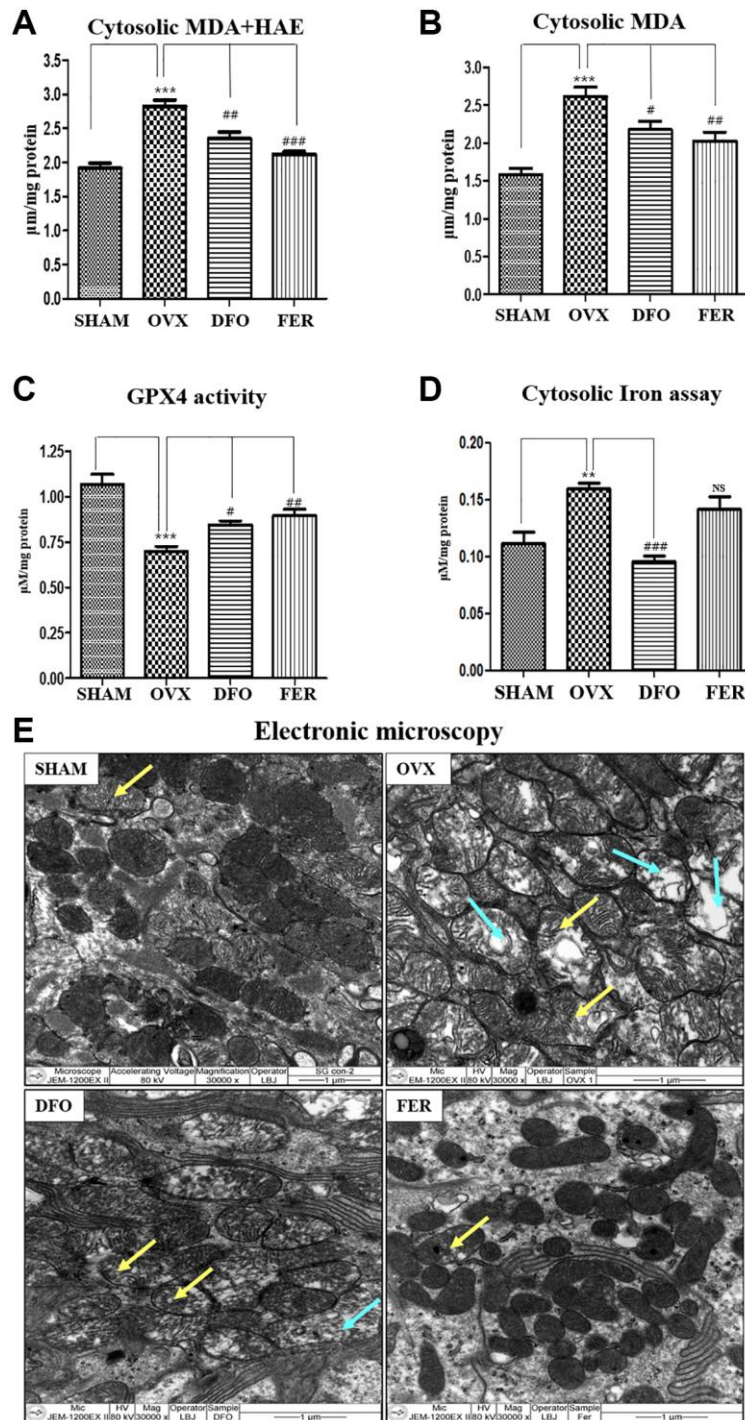 A
Cytosolic MDA+HAE
μm/mg protein
3.5
3.0
2.5
2.0
1.5
1.0
0.5
0.0
***
##
###
SHAM OVX DFO FER
B
Cytosolic MDA
μm/mg protein
3.0
2.5
2.0
1.5
1.0
0.5
0.0
***
#
##
SHAM OVX DFO FER
C
GPX4 activity
μM/mg protein
1.25
1.00
0.75
0.50
0.25
0.00
***
#
##
SHAM OVX DFO FER
D
Cytosolic Iron assay
μM/mg protein
0.20
0.15
0.10
0.05
0.00
**
###
NS
SHAM OVX DFO FER
E
Electronic microscopy
SHAM
Microscope Accelerating Voltage Magnification Operator SG con-2
JEM-1200EX II 80 kV 30000 x LBJ 1 μm
OVX
Mic HV Mag Operator Sample
EM-1200EX II 80 kV 30000 x LBJ OVX 1 1 μm
DFO
Mic HV Mag Operator Sample
JEM-1200EX II 80 kV 30000 x LBJ DFO 1 μm
FER
Mic HV Mag Operator Sample
JEM-1200EX II 80 kV 30000 x LBJ Fer 1 μm